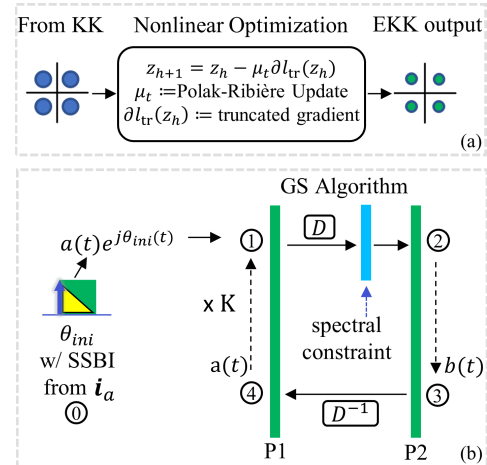 From KK Nonlinear Optimization EKK output
z_{h+1} = z_h − μ_t ∂l_tr(z_h)
μ_t ≔Polak-Ribière Update
∂l_tr(z_h) ≔ truncated gradient
(a)
GS Algorithm
a(t)e^{jθ_ini(t)} ① D ②
x K
θ_ini
w/ SSBI
from i_a
⓪
spectral
constraint
a(t) b(t)
④ D^{-1} ③
P1 P2 (b)